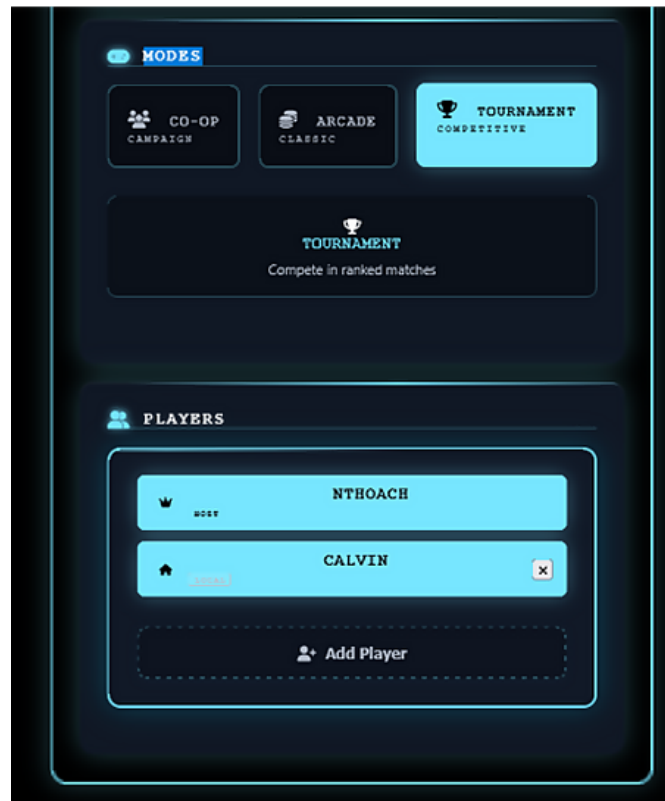 MODES
CO-OP
CAMPAIGN
ARCADE
CLASSIC
TOURNAMENT
COMPETITIVE
TOURNAMENT
Compete in ranked matches
PLAYERS
NTHOACH
HOST
CALVIN
LOCAL
Add Player